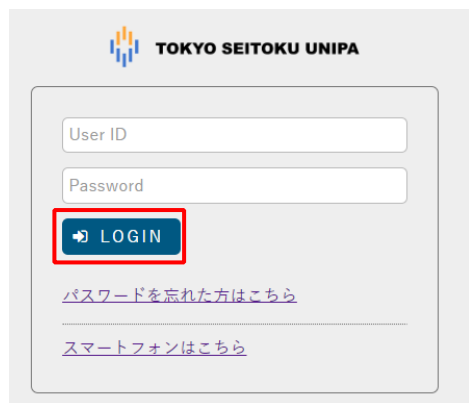 TOKYO SEITOKU UNIPA
User ID
Password
LOGIN
パスワードを忘れた方はこちら
スマートフォンはこちら